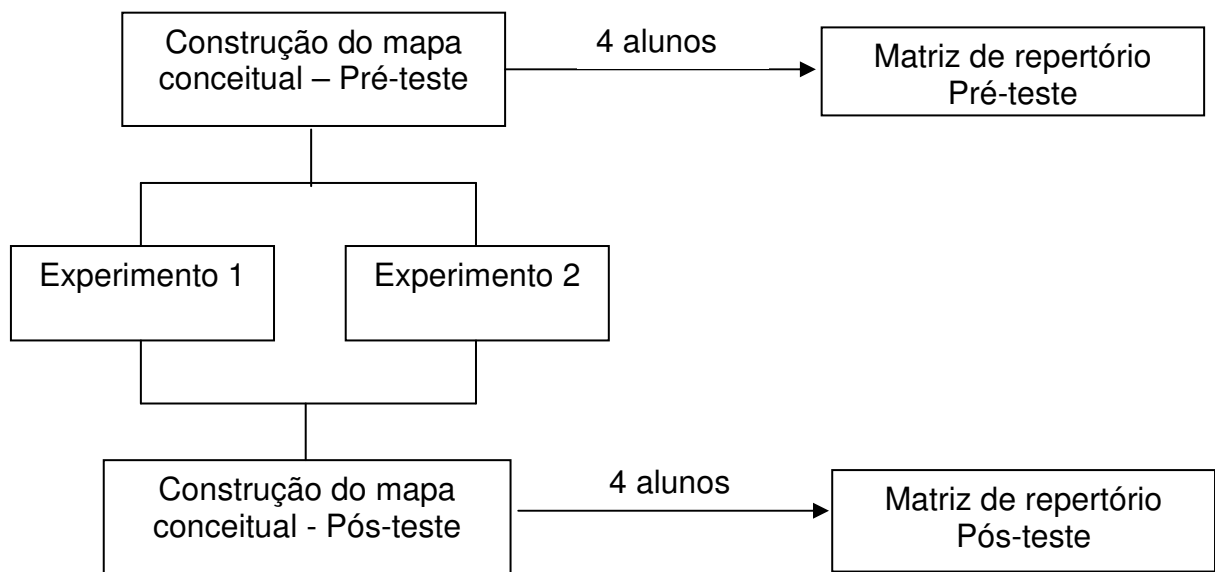 Construção do mapa
conceitual – Pré-teste
4 alunos
Matriz de repertório
Pré-teste
Experimento 1
Experimento 2
Construção do mapa
conceitual - Pós-teste
4 alunos
Matriz de repertório
Pós-teste